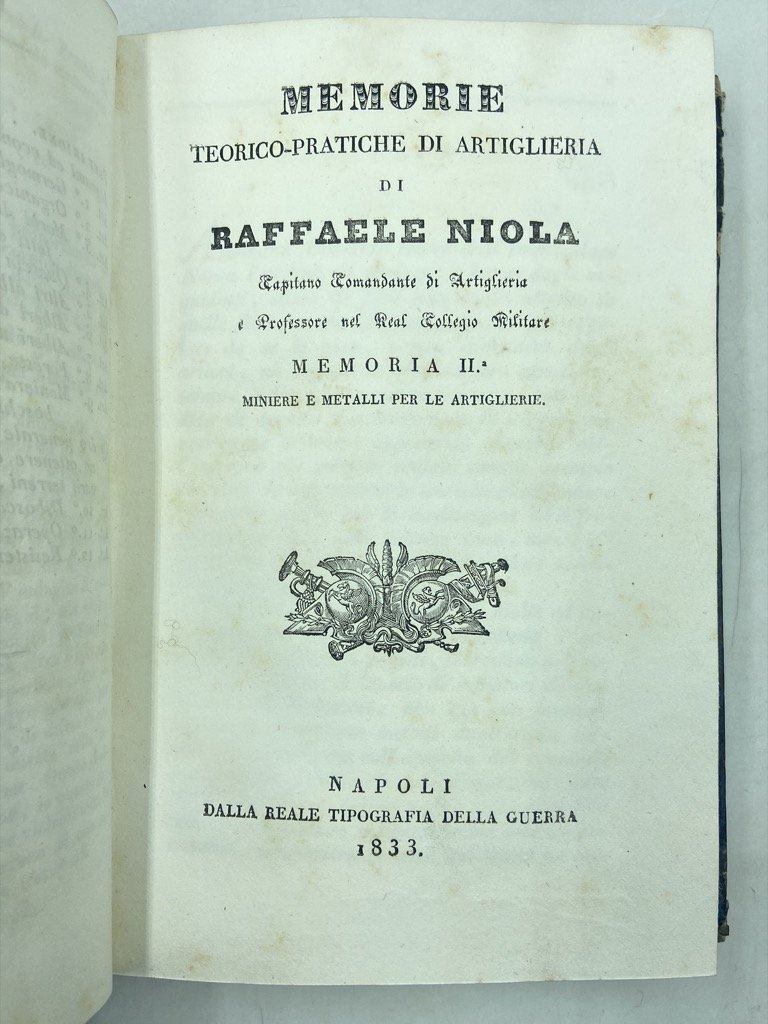 MEMORIE
TEORICO-PRATICHE DI ARTIGLIERIA
DI
RAFFAELE NIOLA
Capitano Comandante di Artiglieria
e Professore nel Real Collegio Militare
MEMORIA II.ª
MINIERE E METALLI PER LE ARTIGLIERIE.
NAPOLI
DALLA REALE TIPOGRAFIA DELLA GUERRA
1833.